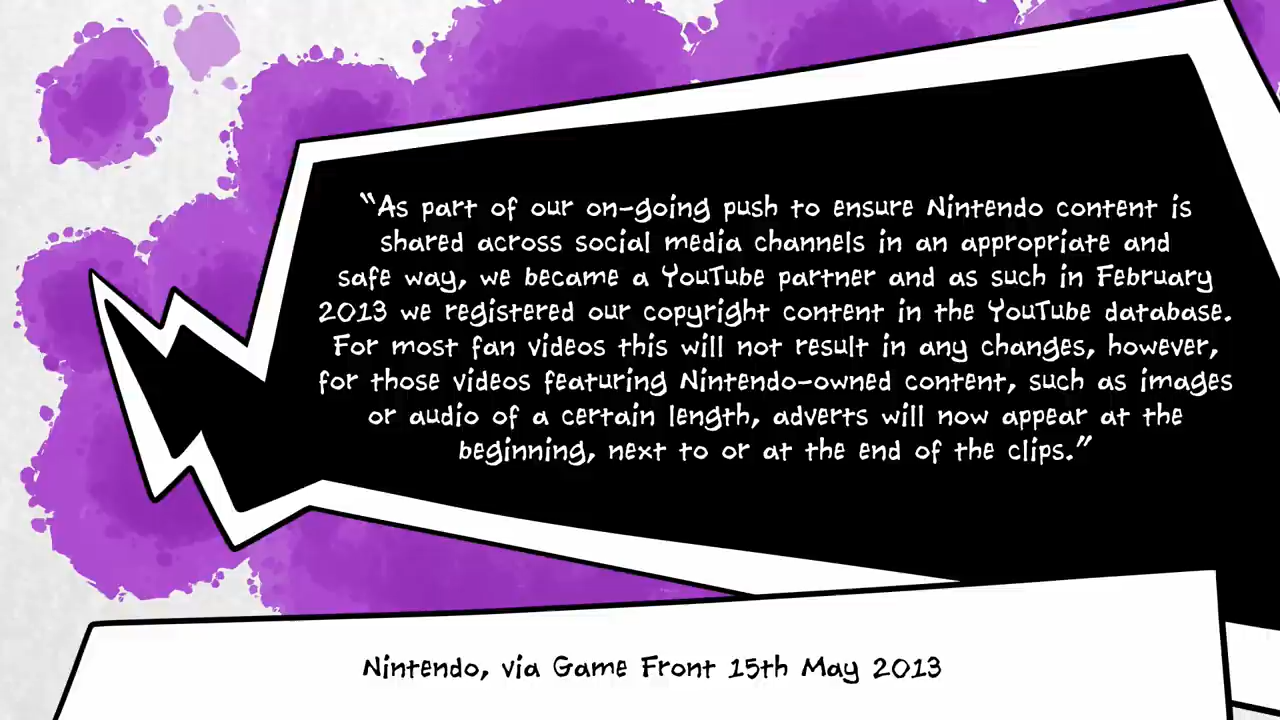 “As part of our on-going push to ensure Nintendo content is
shared across social media channels in an appropriate and
safe way, we became a YouTube partner and as such in February
2013 we registered our copyright content in the YouTube database.
For most fan videos this will not result in any changes, however,
for those videos featuring Nintendo-owned content, such as images
or audio of a certain length, adverts will now appear at the
beginning, next to or at the end of the clips.”
Nintendo, via Game Front 15th May 2013